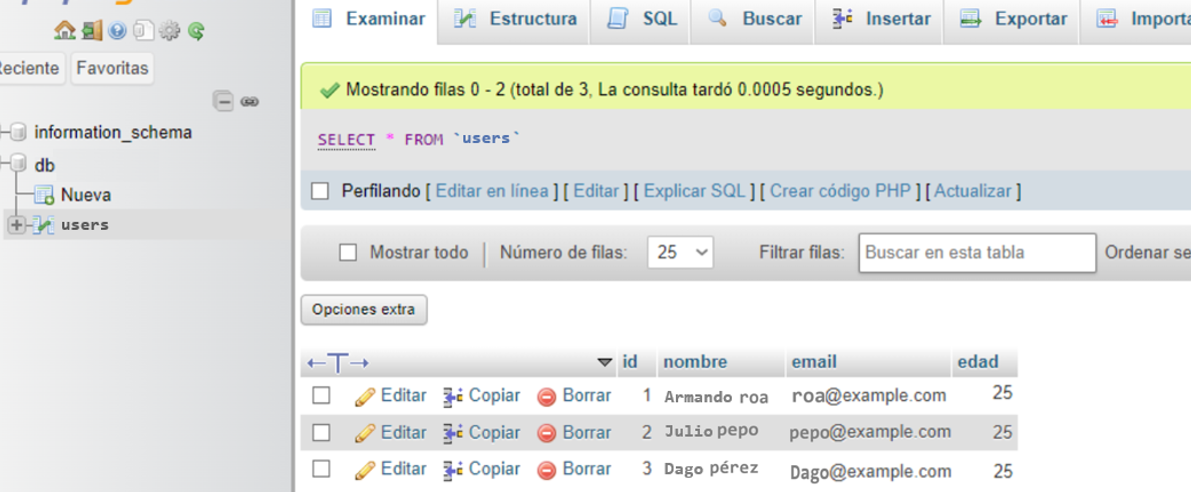 Examinar Estructura SQL Buscar Insertar Exportar
Reciente Favoritas
Mostrando filas 0 - 2 (total de 3, La consulta tardó 0.0005 segundos.)
information_schema
SELECT * FROM `users`
db
Nueva
Perfilando [ Editar en línea ] [ Editar ] [ Explicar SQL ] [ Crear código PHP ] [ Actualizar ]
users
Mostrar todo Número de filas: 25 Filtrar filas: Buscar en esta tabla Ordenar
Opciones extra
←T→ id nombre email edad
Editar Copiar Borrar 1 Armando roa roa@example.com 25
Editar Copiar Borrar 2 Julio pepo pepo@example.com 25
Editar Copiar Borrar 3 Dago pérez Dago@example.com 25